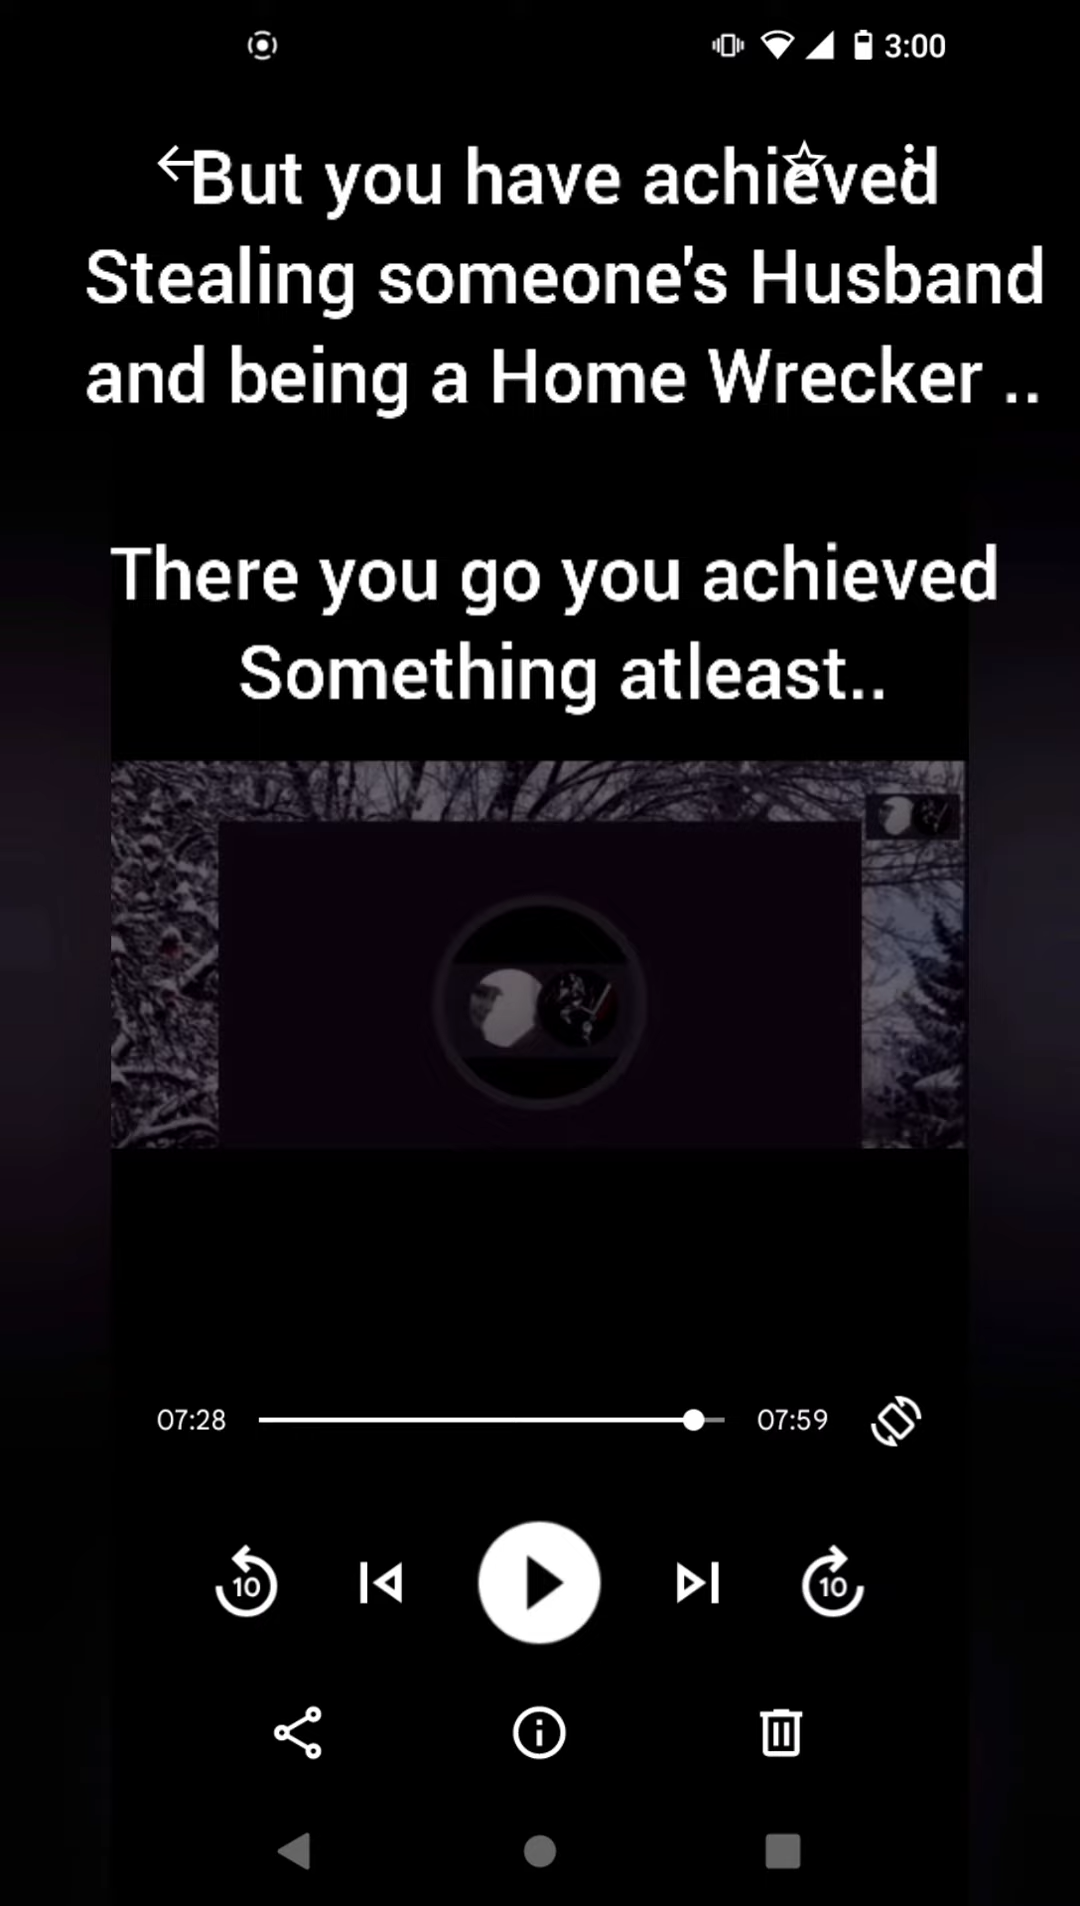 3:00
But you have achieved
Stealing someone's Husband
and being a Home Wrecker ..
There you go you achieved
Something atleast..
07:28
07:59
10
10